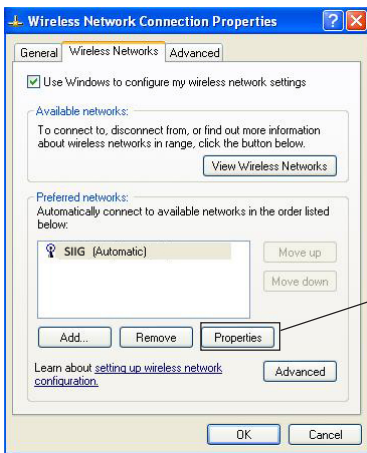 Wireless Network Connection Properties
General Wireless Networks Advanced
Use Windows to configure my wireless network settings
Available networks:
To connect to, disconnect from, or find out more information
about wireless networks in range, click the button below.
View Wireless Networks
Preferred networks:
Automatically connect to available networks in the order listed
below:
SIIG (Automatic)
Move up
Move down
Add... Remove Properties
Learn about setting up wireless network
configuration.
Advanced
OK Cancel